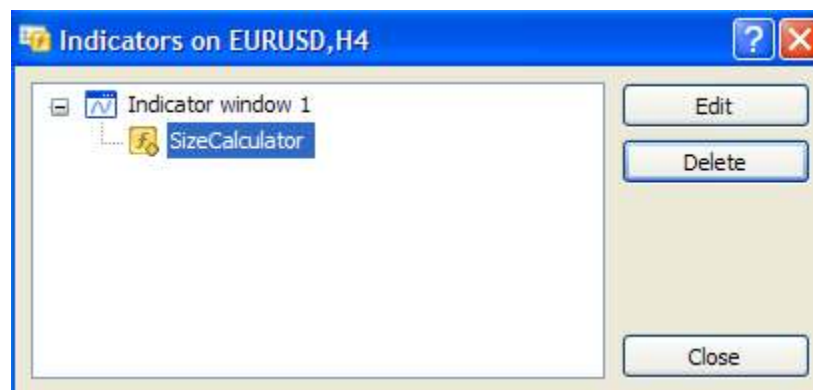 Indicators on EURUSD,H4
Indicator window 1
SizeCalculator
Edit
Delete
Close